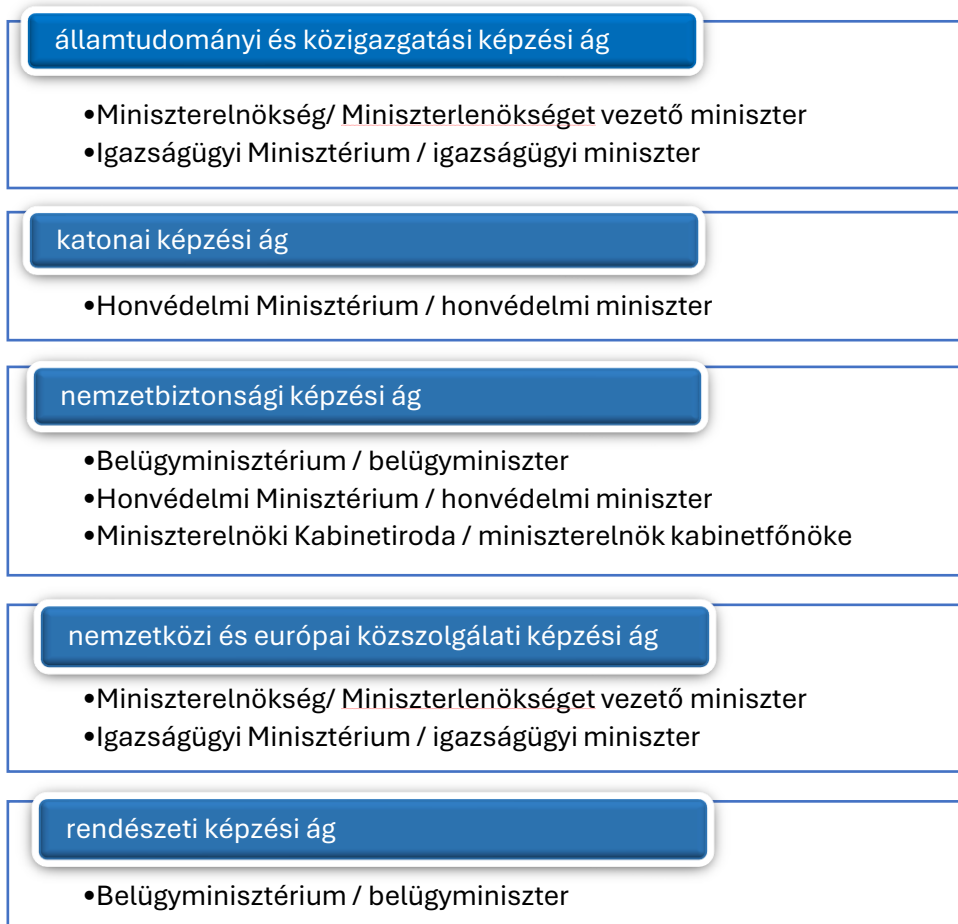 államtudományi és közigazgatási képzési ág
•Miniszterelnökség/ Miniszterlenökséget vezető miniszter
•Igazságügyi Minisztérium / igazságügyi miniszter
katonai képzési ág
•Honvédelmi Minisztérium / honvédelmi miniszter
nemzetbiztonsági képzési ág
•Belügyminisztérium / belügyminiszter
•Honvédelmi Minisztérium / honvédelmi miniszter
•Miniszterelnöki Kabinetiroda / miniszterelnök kabinetfőnöke
nemzetközi és európai közszolgálati képzési ág
•Miniszterelnökség/ Miniszterlenökséget vezető miniszter
•Igazságügyi Minisztérium / igazságügyi miniszter
rendészeti képzési ág
•Belügyminisztérium / belügyminiszter